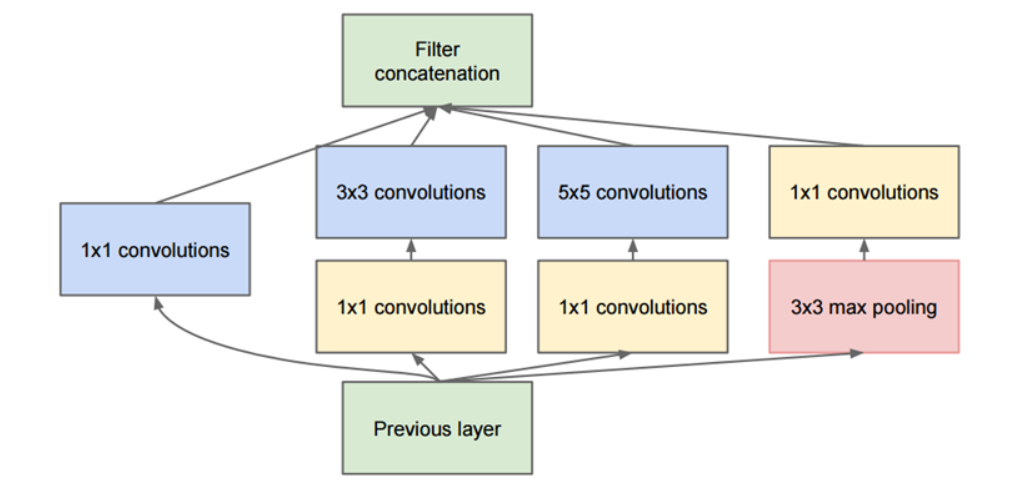 Filter
concatenation
3x3 convolutions
5x5 convolutions
1x1 convolutions
1x1 convolutions
1x1 convolutions
1x1 convolutions
3x3 max pooling
Previous layer